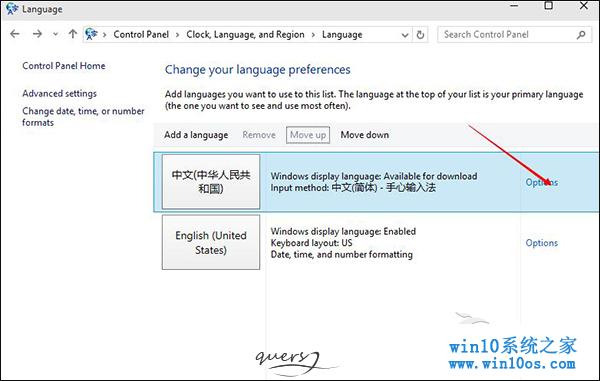 Language
Control Panel > Clock, Language, and Region > Language
Search Control Panel
Control Panel Home
Advanced settings
Change date, time, or number
formats
Change your language preferences
Add languages you want to use to this list. The language at the top of your list is your primary language
(the one you want to see and use most often).
Add a language Remove Move up Move down
中文(中华人民共
和国)
Windows display language: Available for download
Input method: 中文(简体) - 手心输入法
Options
English (United
States)
Windows display language: Enabled
Keyboard layout: US
Date, time, and number formatting
Options
win10系统之家
www.win10os.com